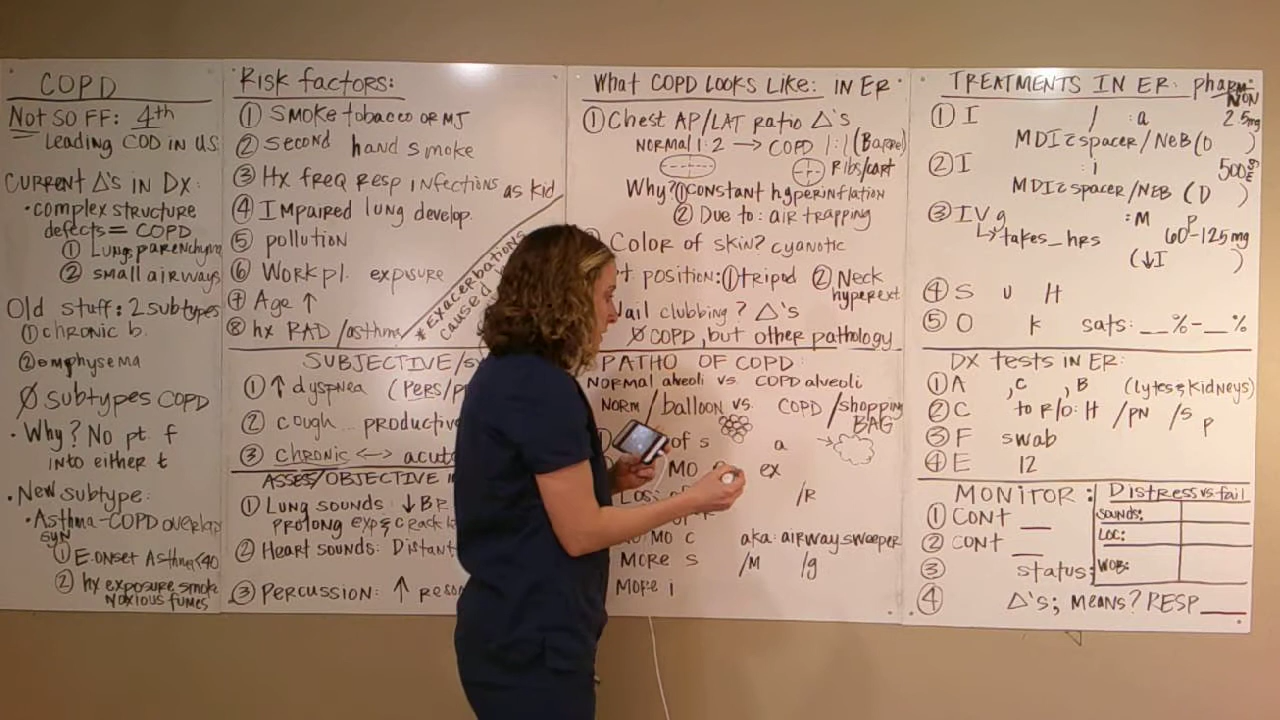 COPD
NOT SO FF: 4th
Leading COD in US
CURRENT Δ's in Dx:
• complex structure
defects = COPD
① Lungs parenchyma
② small airways
Old stuff: 2 subtypes
① chronic b.
② emphysema
Ø subtypes COPD
• Why? No pt. f
into either t
• New subtype:
• Asthma-COPD overlap
syn
① E. onset Asthma <40
② hx exposure smoke
noxious fumes
Risk factors:
① Smoke tobacco or MJ
② Second hand smoke
③ Hx freq resp infections as kid
④ Impaired lung develop.
⑤ pollution
⑥ Workpl. exposure
⑦ Age ↑
⑧ hx RAD/asthma
* Exacerbations
caused
SUBJECTIVE/
① ↑ dyspnea (Pers/
② cough... productive
③ chronic <-> acut
ASSES/OBJECTIVE
① Lung sounds: ↓ BR
prolong exp & crack
② Heart sounds: Distant
③ Percussion: ↑ reso
What COPD Looks Like: in ER
① Chest AP/LAT ratio Δ's
Normal 1:2 → COPD 1:1 (Barrel)
Ribs/cart
Why? ① constant hyperinflation
② Due to: air trapping
Color of skin? cyanotic
position: ① tripod ② Neck
hyperext
Nail clubbing? Δ's
Ø COPD, but other pathology
PATHO OF COPD:
Normal alveoli vs. COPD alveoli
Norm/balloon vs. COPD/shopping
BAG
of s a
MO ex
Loss of /R
MO c aka: airway sweeper
MORE s /M /g
MORE i
TREATMENTS IN ER: pharm
NON
① I / : a 2.5mg
MDI c̄ spacer/NEB (D )
② I : i 500
MDI c̄ spacer/NEB (D )
③ IV g : M P
↳ takes_hrs 60-125 mg
(↓I )
④ S u H
⑤ O k sats: __%-__%
DX tests in ER:
① A , C , B (lytes & kidneys)
② C to R/O: H /PN /S P
③ F swab
④ E 12
MONITOR:
① CONT __
② CONT __
③ status:
④ Δ's; means? RESP____
Distress vs fail
SOUNDS:
LOC:
WOB: